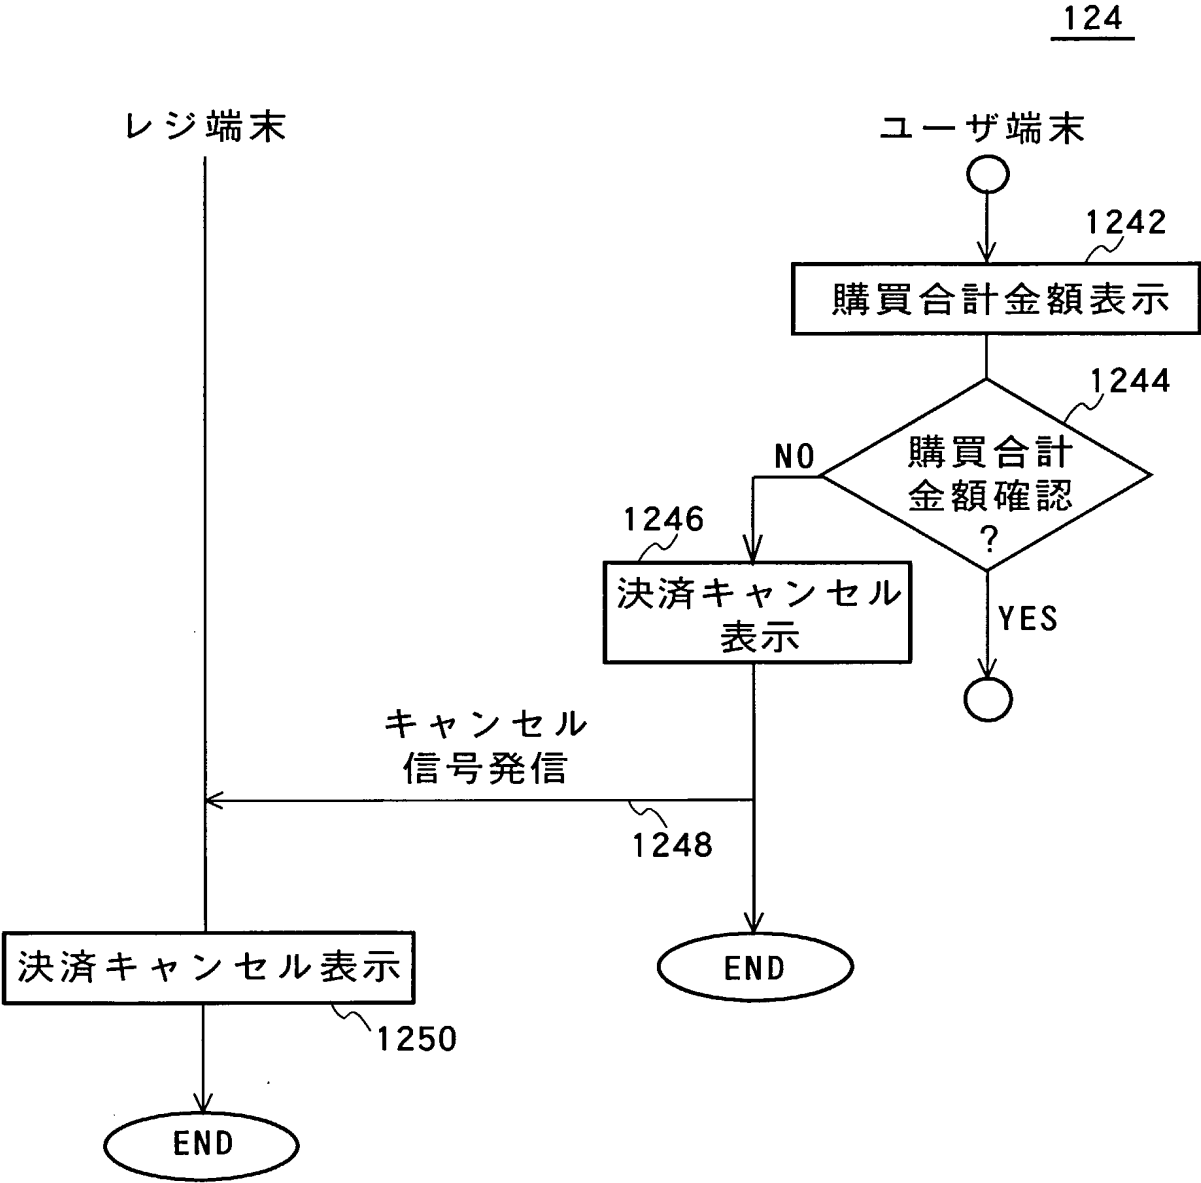 124
レジ端末
ユーザ端末
1242
購買合計金額表示
1244
購買合計
金額確認
?
NO
YES
1246
決済キャンセル
表示
キャンセル
信号発信
1248
END
決済キャンセル表示
1250
END